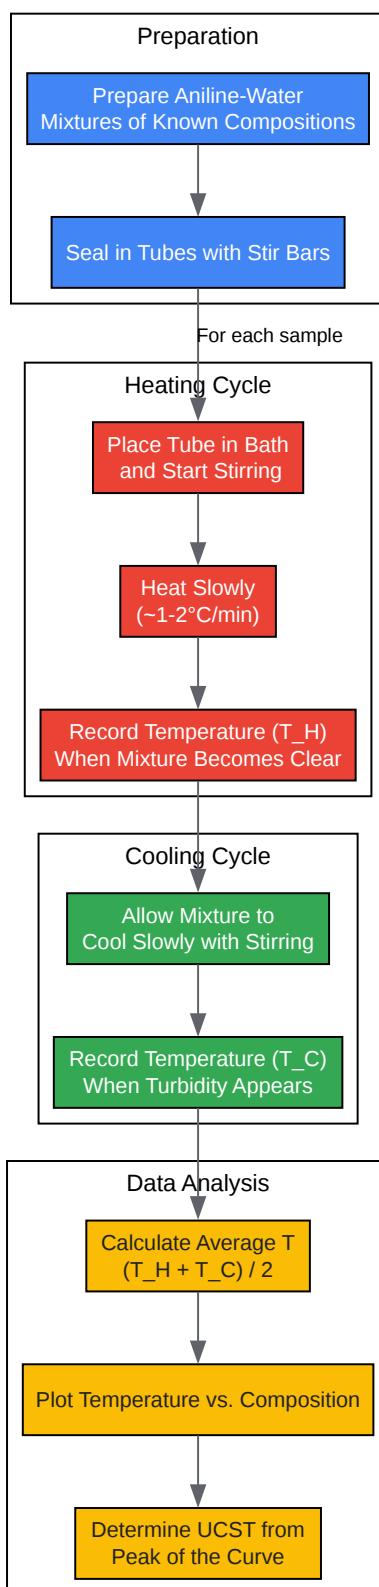 Preparation
Prepare Aniline-Water
Mixtures of Known Compositions
Seal in Tubes with Stir Bars
For each sample
Heating Cycle
Place Tube in Bath
and Start Stirring
Heat Slowly
(~1-2°C/min)
Record Temperature (T_H)
When Mixture Becomes Clear
Cooling Cycle
Allow Mixture to
Cool Slowly with Stirring
Record Temperature (T_C)
When Turbidity Appears
Data Analysis
Calculate Average T
(T_H + T_C) / 2
Plot Temperature vs. Composition
Determine UCST from
Peak of the Curve